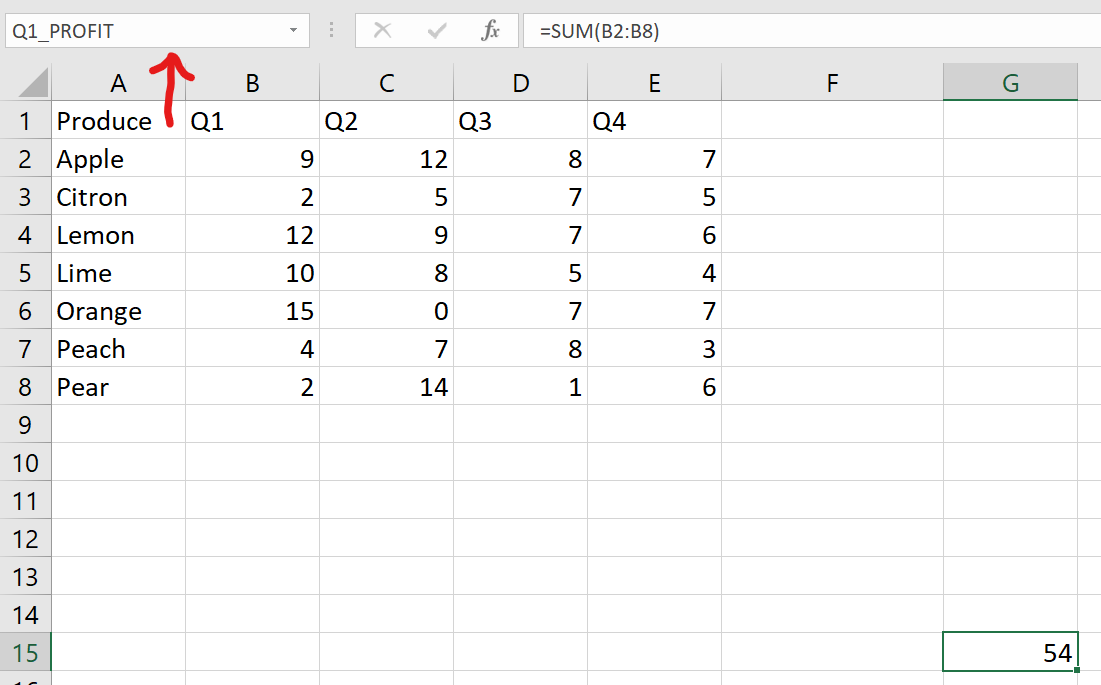 Q1_PROFIT fx =SUM(B2:B8)
A B C D E F G
1 Produce Q1 Q2 Q3 Q4
2 Apple 9 12 8 7
3 Citron 2 5 7 5
4 Lemon 12 9 7 6
5 Lime 10 8 5 4
6 Orange 15 0 7 7
7 Peach 4 7 8 3
8 Pear 2 14 1 6
9
10
11
12
13
14
15 54